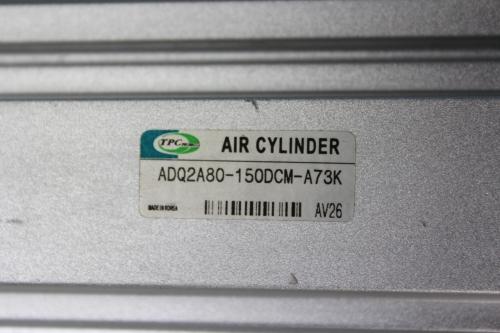 TPC
AIR CYLINDER
ADQ2A80-150DCM-A73K
MADE IN KOREA
AV26